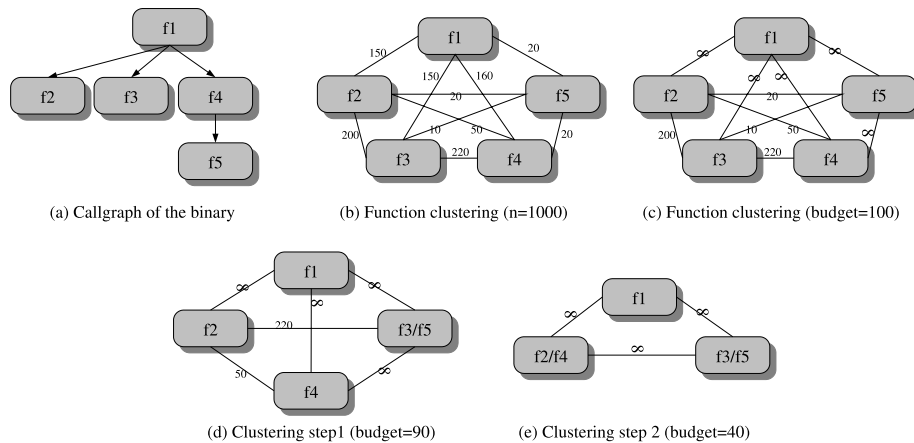 f1
f2
f3
f4
f5
(a) Callgraph of the binary
f1
150
20
150
160
f2
20
f5
200
10
50
20
f3
220
f4
(b) Function clustering (n=1000)
f1
∞
∞
∞
∞
f2
20
f5
200
10
50
∞
f3
220
f4
(c) Function clustering (budget=100)
f1
∞
∞
∞
f2
220
f3/f5
50
∞
f4
(d) Clustering step1 (budget=90)
f1
∞
∞
f2/f4
∞
f3/f5
(e) Clustering step 2 (budget=40)